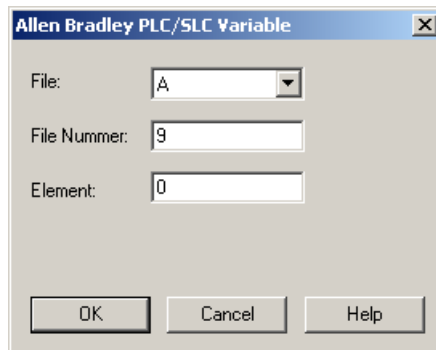 Allen Bradley PLC/SLC Variable
File: A
File Nummer: 9
Element: 0
OK Cancel Help